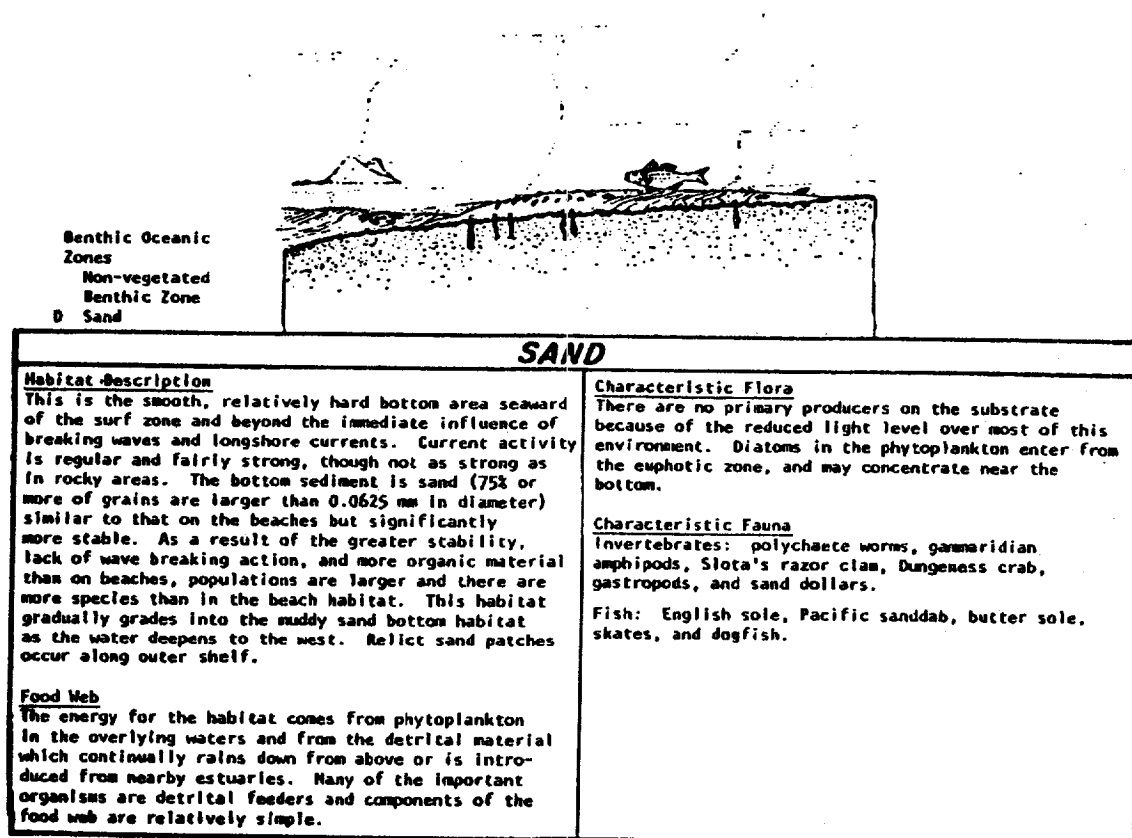 Benthic Oceanic
Zones
Non-vegetated
Benthic Zone
D Sand
SAND
Habitat Description
This is the smooth, relatively hard bottom area seaward
of the surf zone and beyond the immediate influence of
breaking waves and longshore currents. Current activity
is regular and fairly strong, though not as strong as
in rocky areas. The bottom sediment is sand (75% or
more of grains are larger than 0.0625 mm in diameter)
similar to that on the beaches but significantly
more stable. As a result of the greater stability,
lack of wave breaking action, and more organic material
than on beaches, populations are larger and there are
more species than in the beach habitat. This habitat
gradually grades into the muddy sand bottom habitat
as the water deepens to the west. Relict sand patches
occur along outer shelf.
Food Web
The energy for the habitat comes from phytoplankton
in the overlying waters and from the detrital material
which continually rains down from above or is intro-
duced from nearby estuaries. Many of the important
organisms are detrital feeders and components of the
food web are relatively simple.
Characteristic Flora
There are no primary producers on the substrate
because of the reduced light level over most of this
environment. Diatoms in the phytoplankton enter from
the euphotic zone, and may concentrate near the
bottom.
Characteristic Fauna
Invertebrates: polychaete worms, gammaridian
amphipods, Slota's razor clam, Dungeness crab,
gastropods, and sand dollars.
Fish: English sole, Pacific sanddab, butter sole,
skates, and dogfish.